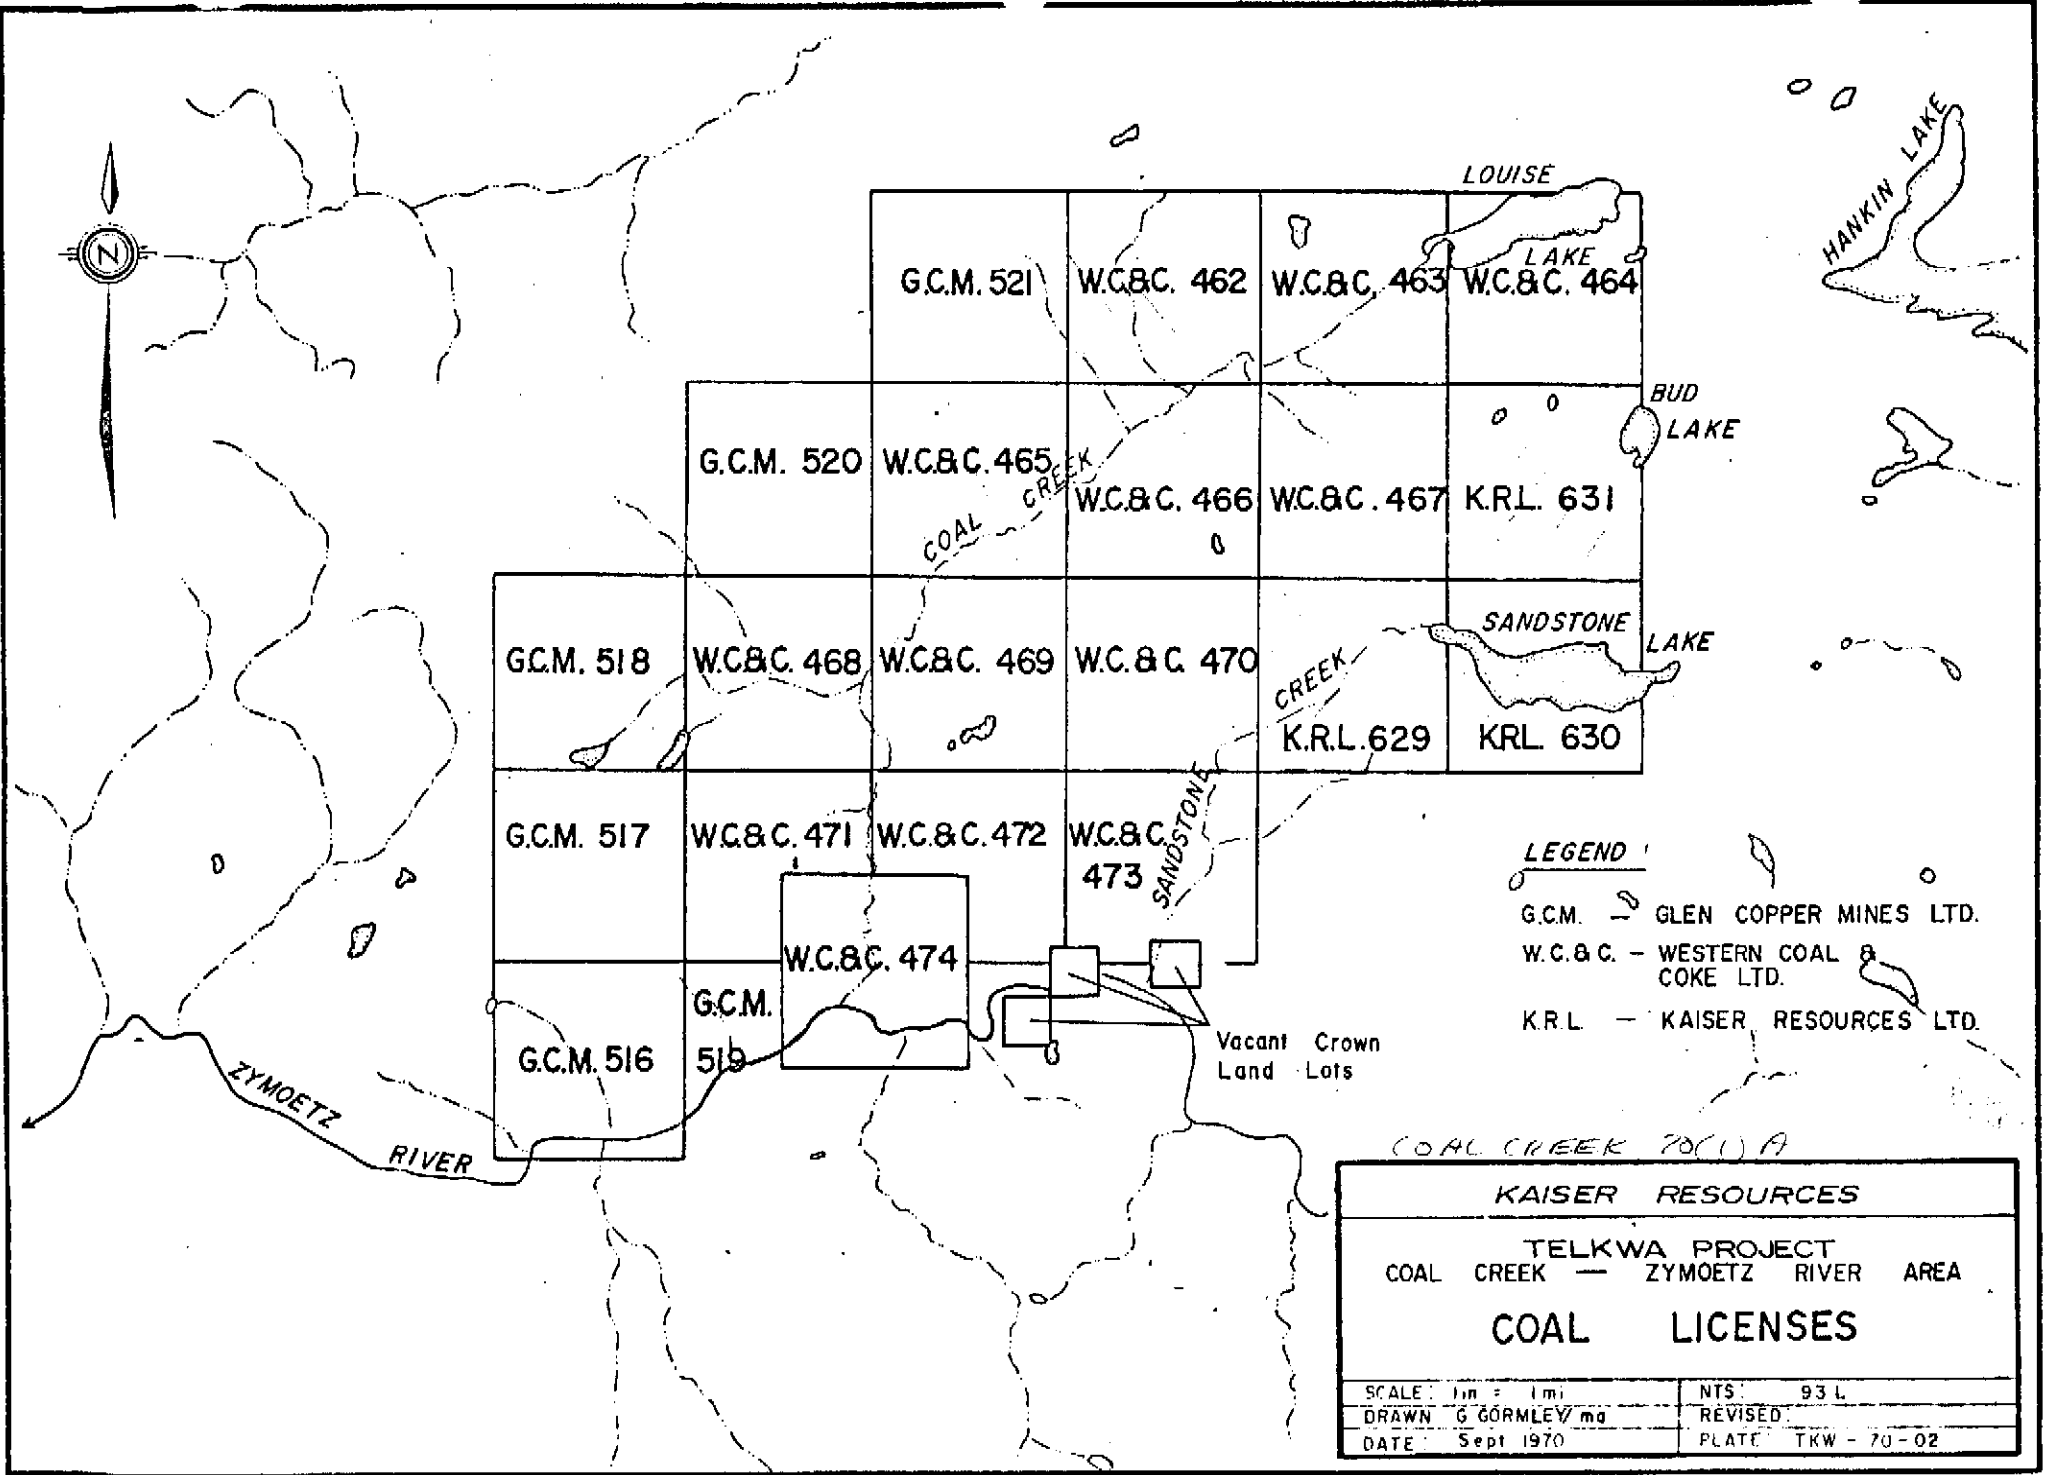 N
LOUISE
LAKE
HANKIN LAKE
G.C.M. 521
W.C.&C. 462
W.C.&C. 463
W.C.&C. 464
BUD
LAKE
G.C.M. 520
W.C.&C. 465
W.C.&C. 466
W.C.&C. 467
K.R.L. 631
COAL CREEK
SANDSTONE
LAKE
G.C.M. 518
W.C.&C. 468
W.C.&C. 469
W.C.&C. 470
K.R.L. 629
KRL. 630
SANDSTONE CREEK
G.C.M. 517
W.C.&C. 471
W.C.&C. 472
W.C.&C.
473
W.C.&C. 474
G.C.M. 516
G.C.M.
519
Vacant Crown
Land Lots
ZYMOETZ
RIVER
LEGEND
G.C.M. – GLEN COPPER MINES LTD.
W.C.&C. – WESTERN COAL &
COKE LTD.
K.R.L – KAISER RESOURCES LTD.
COAL CREEK 70(1)A
KAISER RESOURCES
TELKWA PROJECT
COAL CREEK — ZYMOETZ RIVER AREA
COAL LICENSES
SCALE: 1in = 1mi
NTS: 93 L
DRAWN G GORMLEY/ma
REVISED:
DATE: Sept 1970
PLATE TKW - 70 - 02